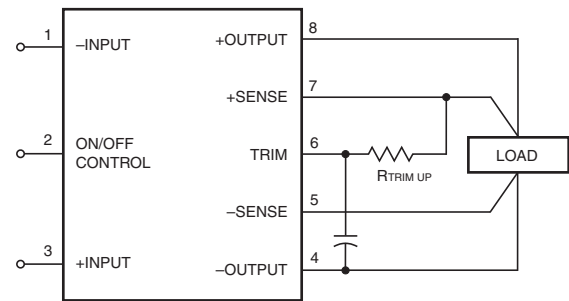 1 –INPUT
+OUTPUT 8
+SENSE 7
2 ON/OFF
CONTROL
TRIM 6
RTRIM UP
LOAD
–SENSE 5
3 +INPUT
–OUTPUT 4